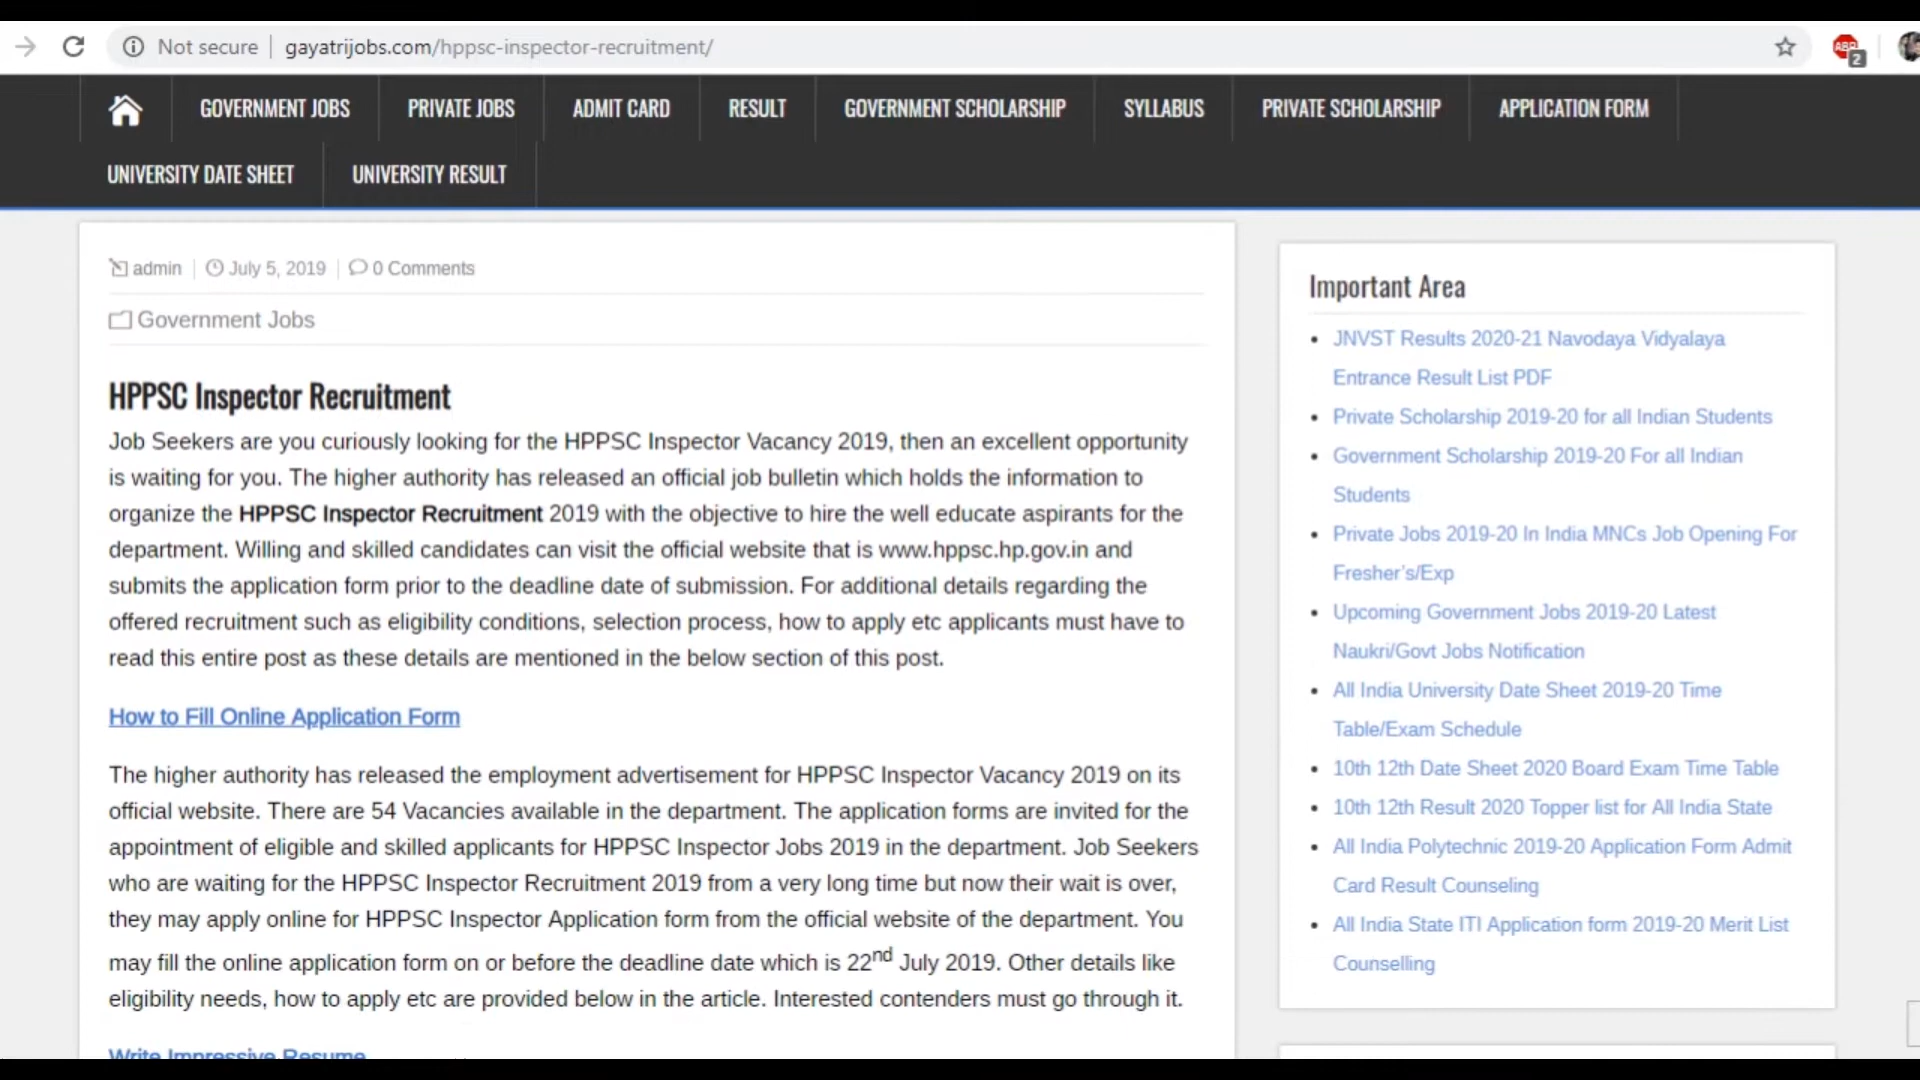 Not secure gayatrijobs.com/hppsc-inspector-recruitment/
ABP 2
GOVERNMENT JOBS PRIVATE JOBS ADMIT CARD RESULT GOVERNMENT SCHOLARSHIP SYLLABUS PRIVATE SCHOLARSHIP APPLICATION FORM
UNIVERSITY DATE SHEET UNIVERSITY RESULT
admin July 5, 2019 0 Comments
Government Jobs
HPPSC Inspector Recruitment
Job Seekers are you curiously looking for the HPPSC Inspector Vacancy 2019, then an excellent opportunity
is waiting for you. The higher authority has released an official job bulletin which holds the information to
organize the HPPSC Inspector Recruitment 2019 with the objective to hire the well educate aspirants for the
department. Willing and skilled candidates can visit the official website that is www.hppsc.hp.gov.in and
submits the application form prior to the deadline date of submission. For additional details regarding the
offered recruitment such as eligibility conditions, selection process, how to apply etc applicants must have to
read this entire post as these details are mentioned in the below section of this post.
How to Fill Online Application Form
The higher authority has released the employment advertisement for HPPSC Inspector Vacancy 2019 on its
official website. There are 54 Vacancies available in the department. The application forms are invited for the
appointment of eligible and skilled applicants for HPPSC Inspector Jobs 2019 in the department. Job Seekers
who are waiting for the HPPSC Inspector Recruitment 2019 from a very long time but now their wait is over,
they may apply online for HPPSC Inspector Application form from the official website of the department. You
may fill the online application form on or before the deadline date which is 22nd July 2019. Other details like
eligibility needs, how to apply etc are provided below in the article. Interested contenders must go through it.
Write Impressive Resume
Important Area
JNVST Results 2020-21 Navodaya Vidyalaya
Entrance Result List PDF
Private Scholarship 2019-20 for all Indian Students
Government Scholarship 2019-20 For all Indian
Students
Private Jobs 2019-20 In India MNCs Job Opening For
Fresher's/Exp
Upcoming Government Jobs 2019-20 Latest
Naukri/Govt Jobs Notification
All India University Date Sheet 2019-20 Time
Table/Exam Schedule
10th 12th Date Sheet 2020 Board Exam Time Table
10th 12th Result 2020 Topper list for All India State
All India Polytechnic 2019-20 Application Form Admit
Card Result Counseling
All India State ITI Application form 2019-20 Merit List
Counselling